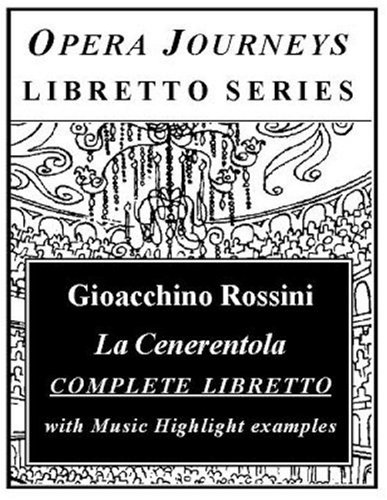 OPERA JOURNEYS
LIBRETTO SERIES
Gioacchino Rossini
La Cenerentola
COMPLETE LIBRETTO
with Music Highlight examples